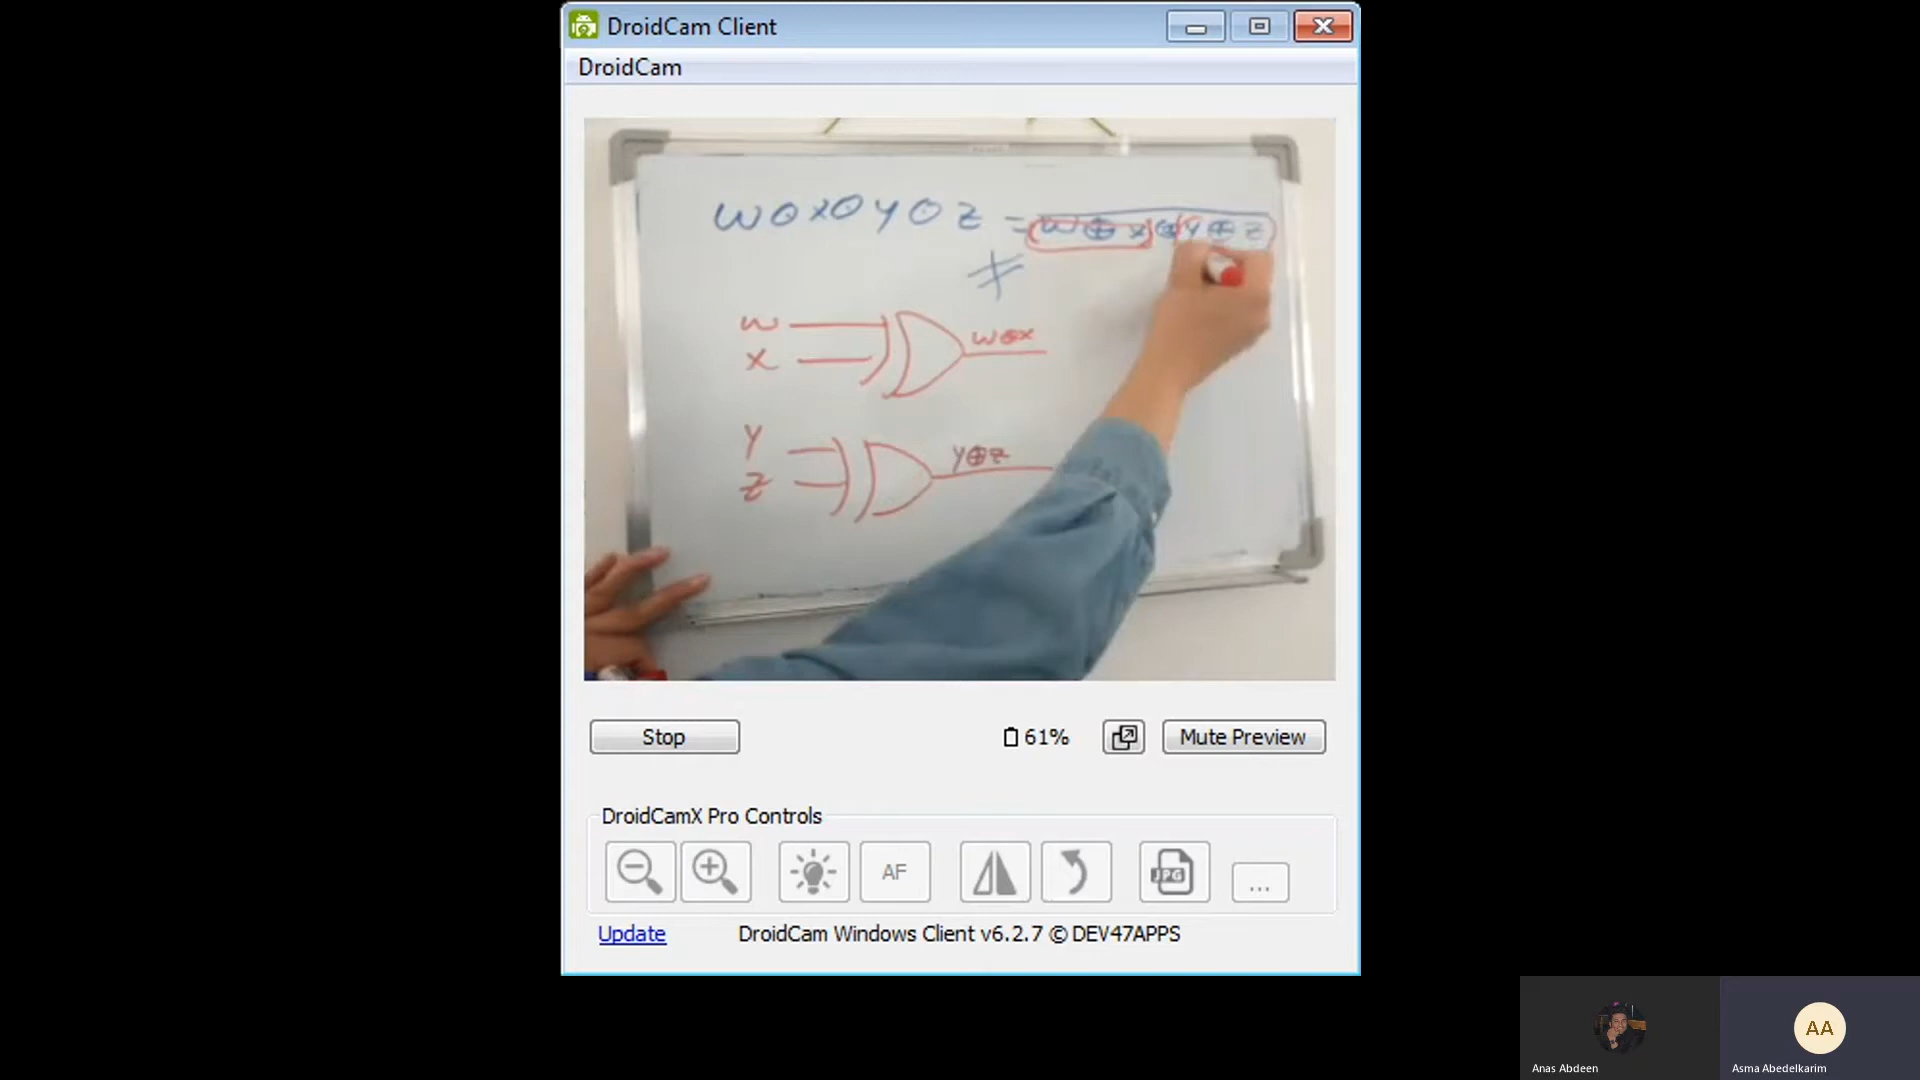 DroidCam Client
DroidCam
w ⊙ x ⊙ y ⊙ z = w ⊕ x ⊕ y ⊕ z
≠
w
x
w⊕x
y
z
y⊕z
Stop
61%
Mute Preview
DroidCamX Pro Controls
AF
JPG
...
Update
DroidCam Windows Client v6.2.7 © DEV47APPS
AA
Anas Abdeen
Asma Abedelkarim